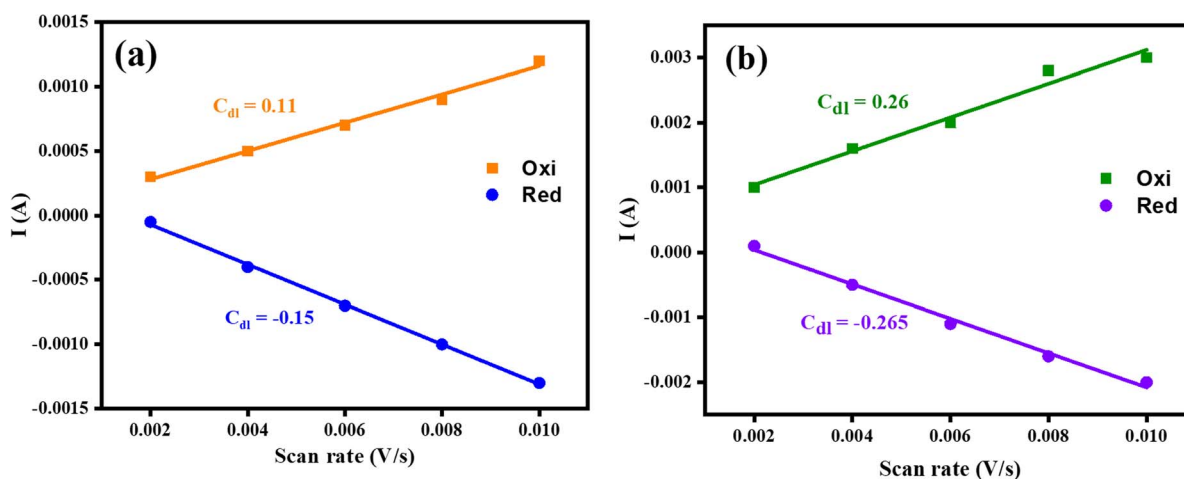 (a)
0.0015
0.0010
0.0005
0.0000
-0.0005
-0.0010
-0.0015
I (A)
C_dl = 0.11
Oxi
Red
C_dl = -0.15
0.002 0.004 0.006 0.008 0.010
Scan rate (V/s)
(b)
0.003
0.002
0.001
0.000
-0.001
-0.002
I (A)
C_dl = 0.26
Oxi
Red
C_dl = -0.265
0.002 0.004 0.006 0.008 0.010
Scan rate (V/s)